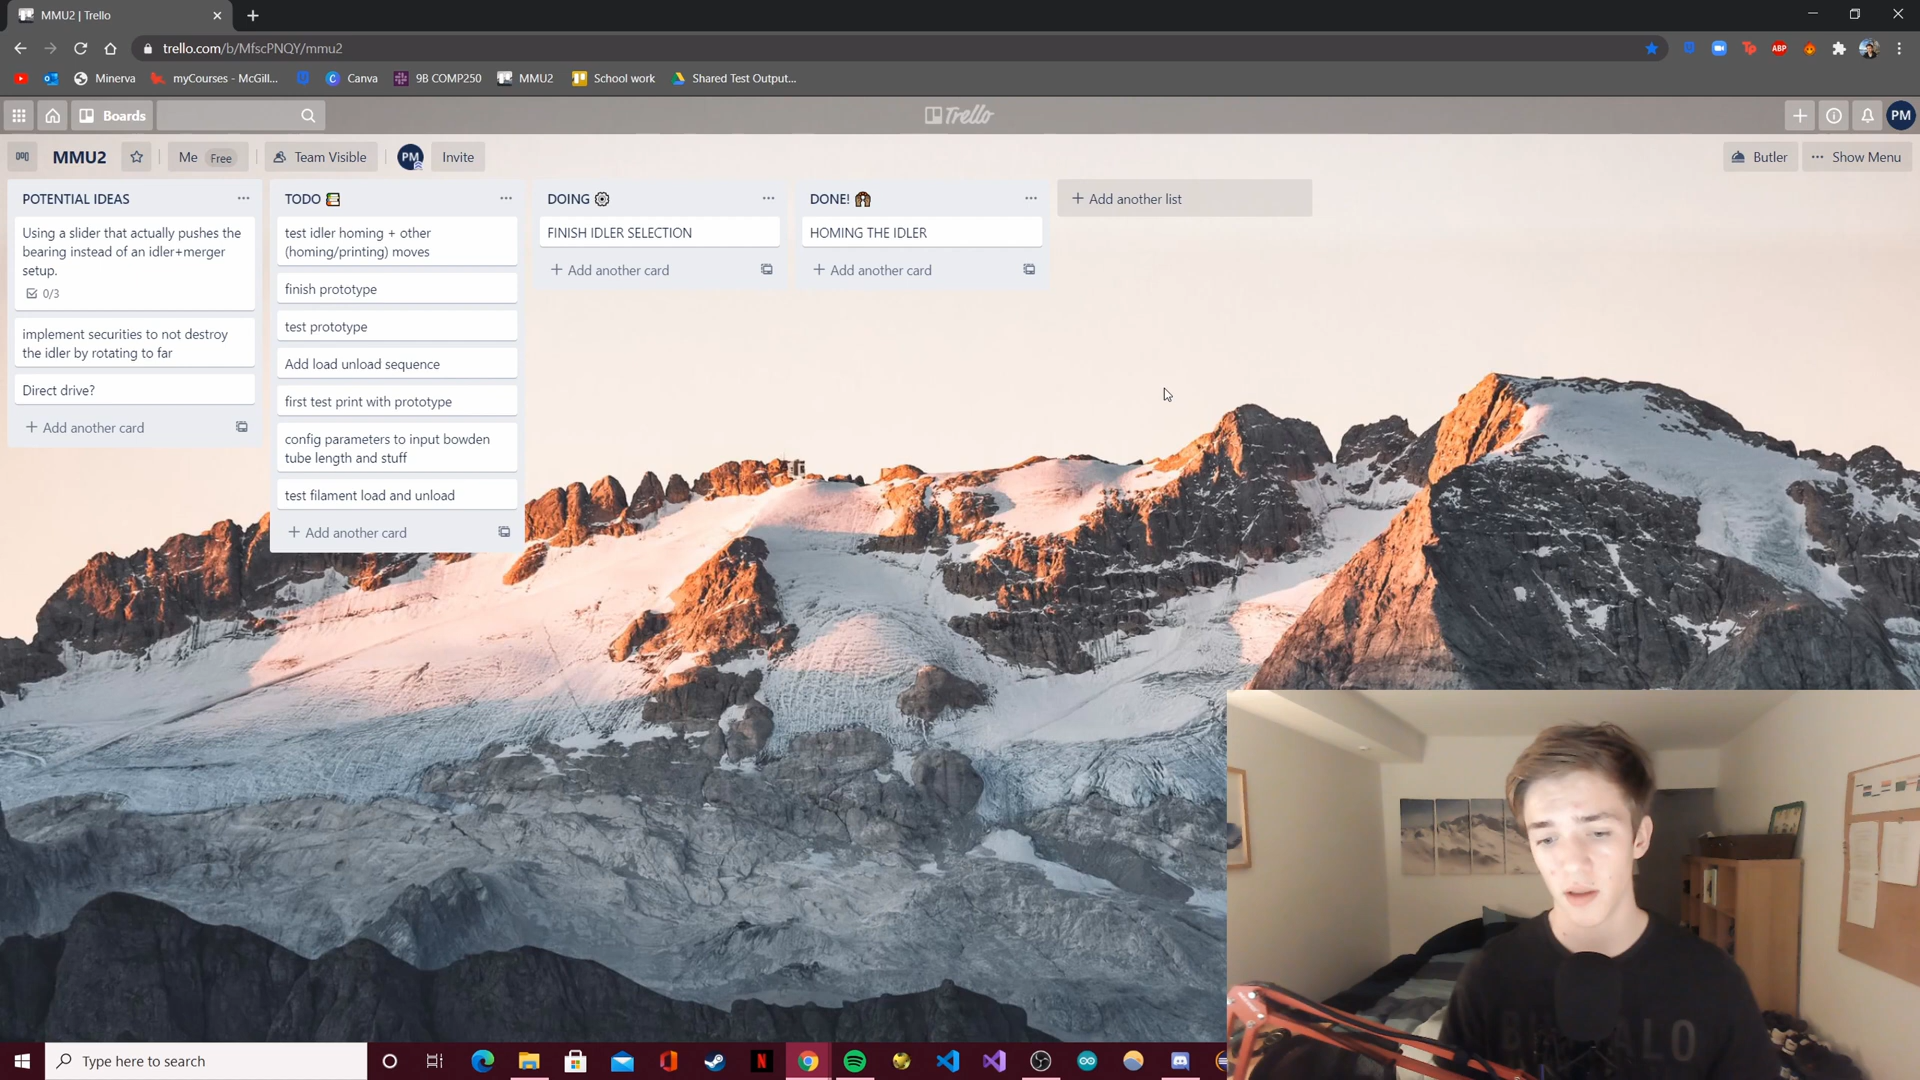 MMU2 | Trello
trello.com/b/MfscPNQY/mmu2
ABP
Minerva
myCourses - McGill...
Canva
9B COMP250
MMU2
School work
Shared Test Output...
Boards
Trello
PM
MMU2
Me Free
Team Visible
PM
Invite
Butler
Show Menu
POTENTIAL IDEAS
Using a slider that actually pushes the
bearing instead of an idler+merger
setup.
0/3
implement securities to not destroy
the idler by rotating to far
Direct drive?
+ Add another card
TODO
test idler homing + other
(homing/printing) moves
finish prototype
test prototype
Add load unload sequence
first test print with prototype
config parameters to input bowden
tube length and stuff
test filament load and unload
+ Add another card
DOING
FINISH IDLER SELECTION
+ Add another card
DONE!
HOMING THE IDLER
+ Add another card
+ Add another list
Type here to search